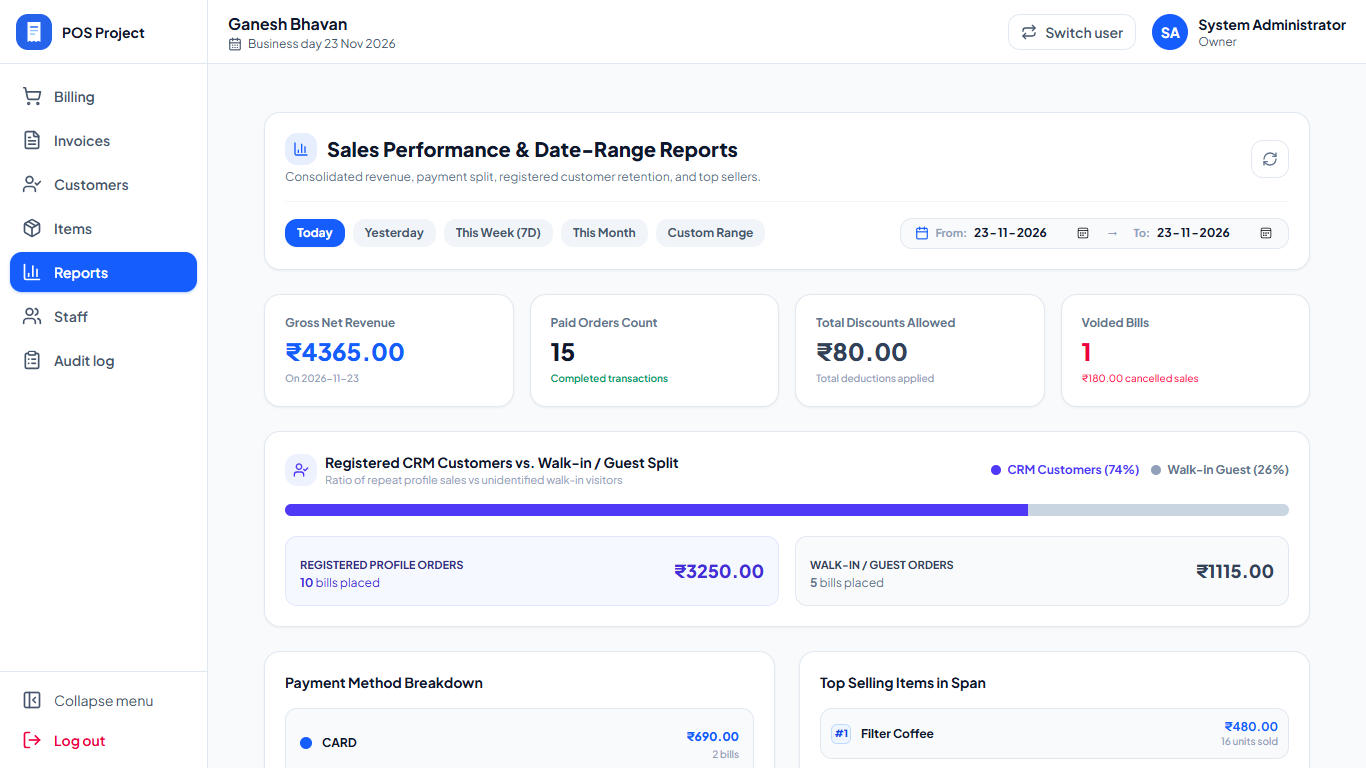 POS Project
Ganesh Bhavan
Business day 23 Nov 2026
Switch user
SA
System Administrator
Owner
Billing
Invoices
Customers
Items
Reports
Staff
Audit log
Collapse menu
Log out
Sales Performance & Date-Range Reports
Consolidated revenue, payment split, registered customer retention, and top sellers.
Today
Yesterday
This Week (7D)
This Month
Custom Range
From: 23-11-2026 → To: 23-11-2026
Gross Net Revenue
₹4365.00
On 2026-11-23
Paid Orders Count
15
Completed transactions
Total Discounts Allowed
₹80.00
Total deductions applied
Voided Bills
1
₹180.00 cancelled sales
Registered CRM Customers vs. Walk-in / Guest Split
Ratio of repeat profile sales vs unidentified walk-in visitors
CRM Customers (74%)
Walk-in Guest (26%)
REGISTERED PROFILE ORDERS
10 bills placed
₹3250.00
WALK-IN / GUEST ORDERS
5 bills placed
₹1115.00
Payment Method Breakdown
CARD
₹690.00
2 bills
Top Selling Items in Span
#1 Filter Coffee
₹480.00
16 units sold